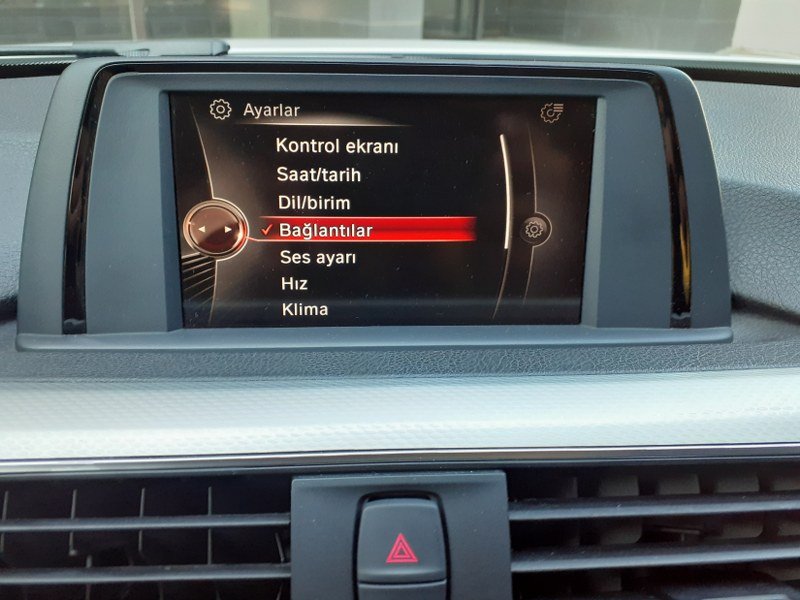 Ayarlar
Kontrol ekranı
Saat/tarih
Dil/birim
Bağlantılar
Ses ayarı
Hız
Klima